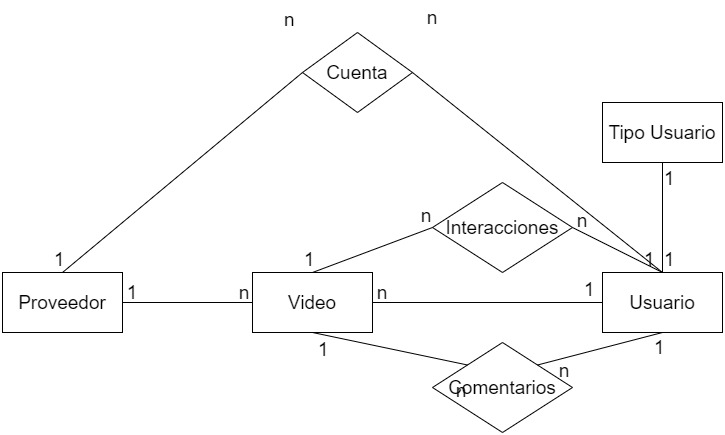 n n
Cuenta
Tipo Usuario
1
n n
Interacciones
1 1 1 1
Proveedor 1 n Video n 1 Usuario
1 1
n
Comentarios
n